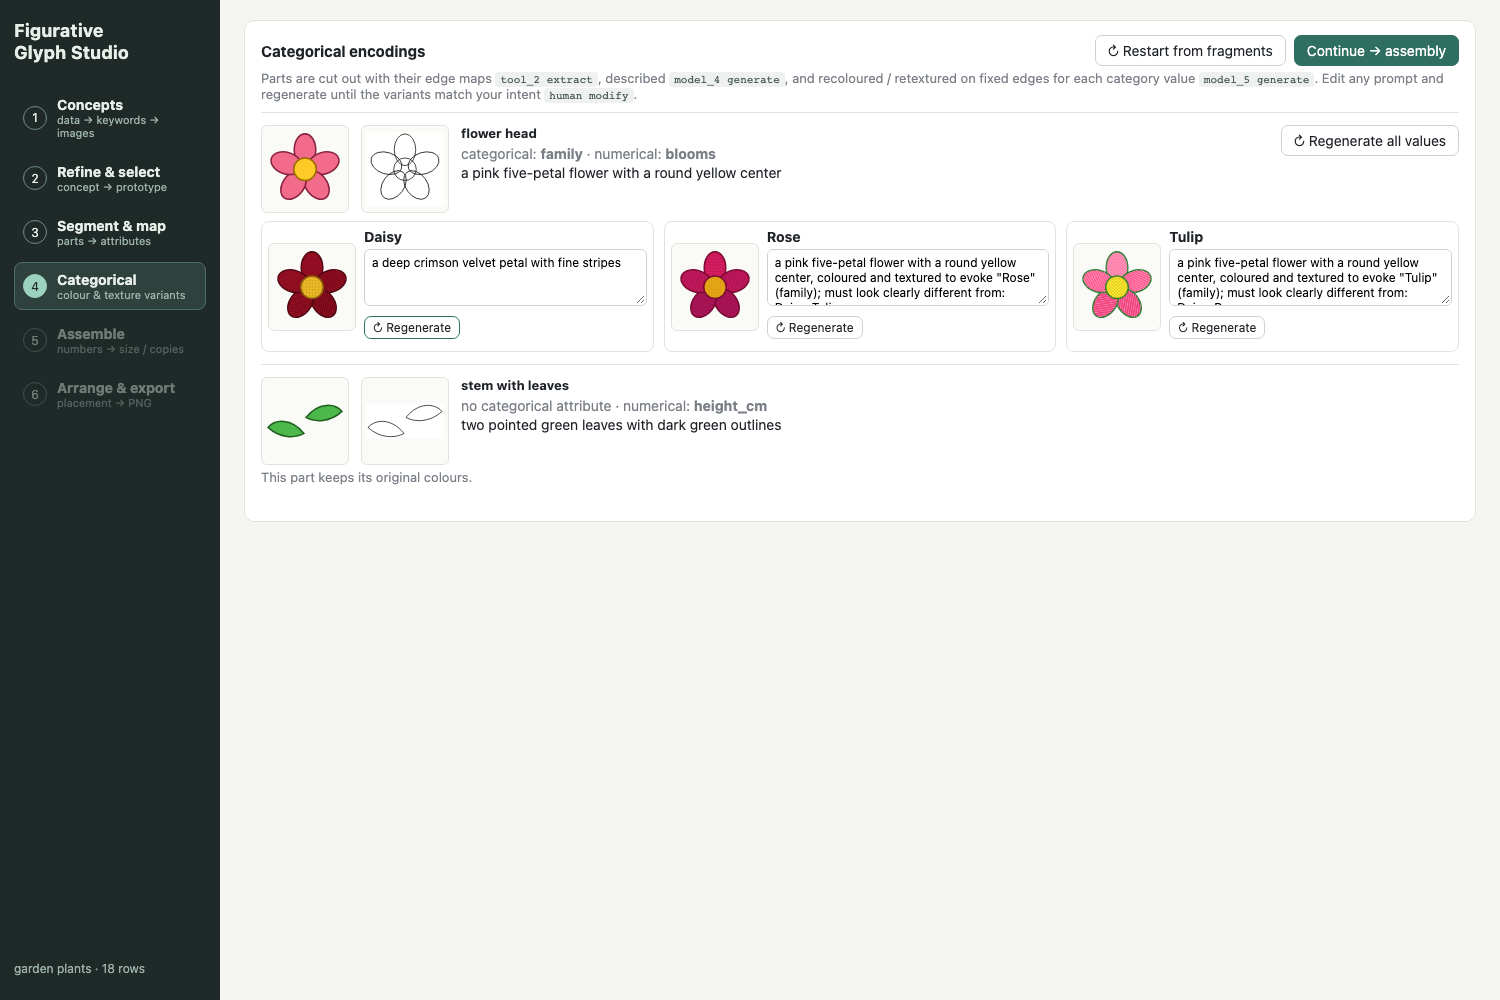 Figurative
Glyph Studio
1
Concepts
data → keywords →
images
2
Refine & select
concept → prototype
3
Segment & map
parts → attributes
4
Categorical
colour & texture variants
5
Assemble
numbers → size / copies
6
Arrange & export
placement → PNG
garden plants · 18 rows
Categorical encodings
↻ Restart from fragments
Continue → assembly
Parts are cut out with their edge maps tool_2 extract, described model_4 generate, and recoloured / retextured on fixed edges for each category value model_5 generate. Edit any prompt and
regenerate until the variants match your intent human modify.
flower head
categorical: family · numerical: blooms
a pink five-petal flower with a round yellow center
↻ Regenerate all values
Daisy
a deep crimson velvet petal with fine stripes
↻ Regenerate
Rose
a pink five-petal flower with a round yellow
center, coloured and textured to evoke "Rose"
(family); must look clearly different from:
↻ Regenerate
Tulip
a pink five-petal flower with a round yellow
center, coloured and textured to evoke "Tulip"
(family); must look clearly different from:
↻ Regenerate
stem with leaves
no categorical attribute · numerical: height_cm
two pointed green leaves with dark green outlines
This part keeps its original colours.